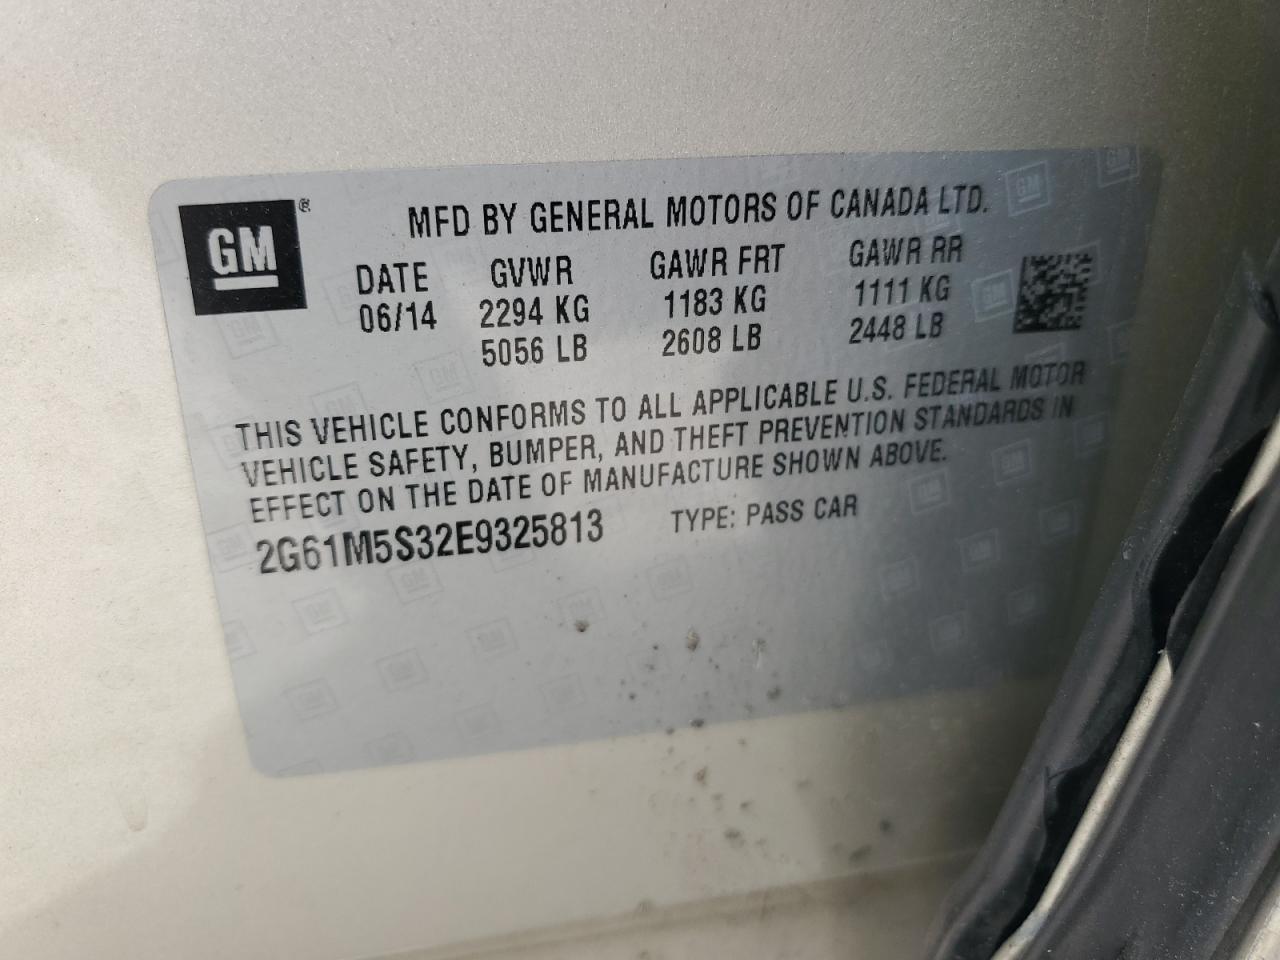 GM ®
MFD BY GENERAL MOTORS OF CANADA LTD.
DATE GVWR GAWR FRT GAWR RR
06/14 2294 KG 1183 KG 1111 KG
5056 LB 2608 LB 2448 LB
THIS VEHICLE CONFORMS TO ALL APPLICABLE U.S. FEDERAL MOTOR
VEHICLE SAFETY, BUMPER, AND THEFT PREVENTION STANDARDS IN
EFFECT ON THE DATE OF MANUFACTURE SHOWN ABOVE.
2G61M5S32E9325813 TYPE: PASS CAR